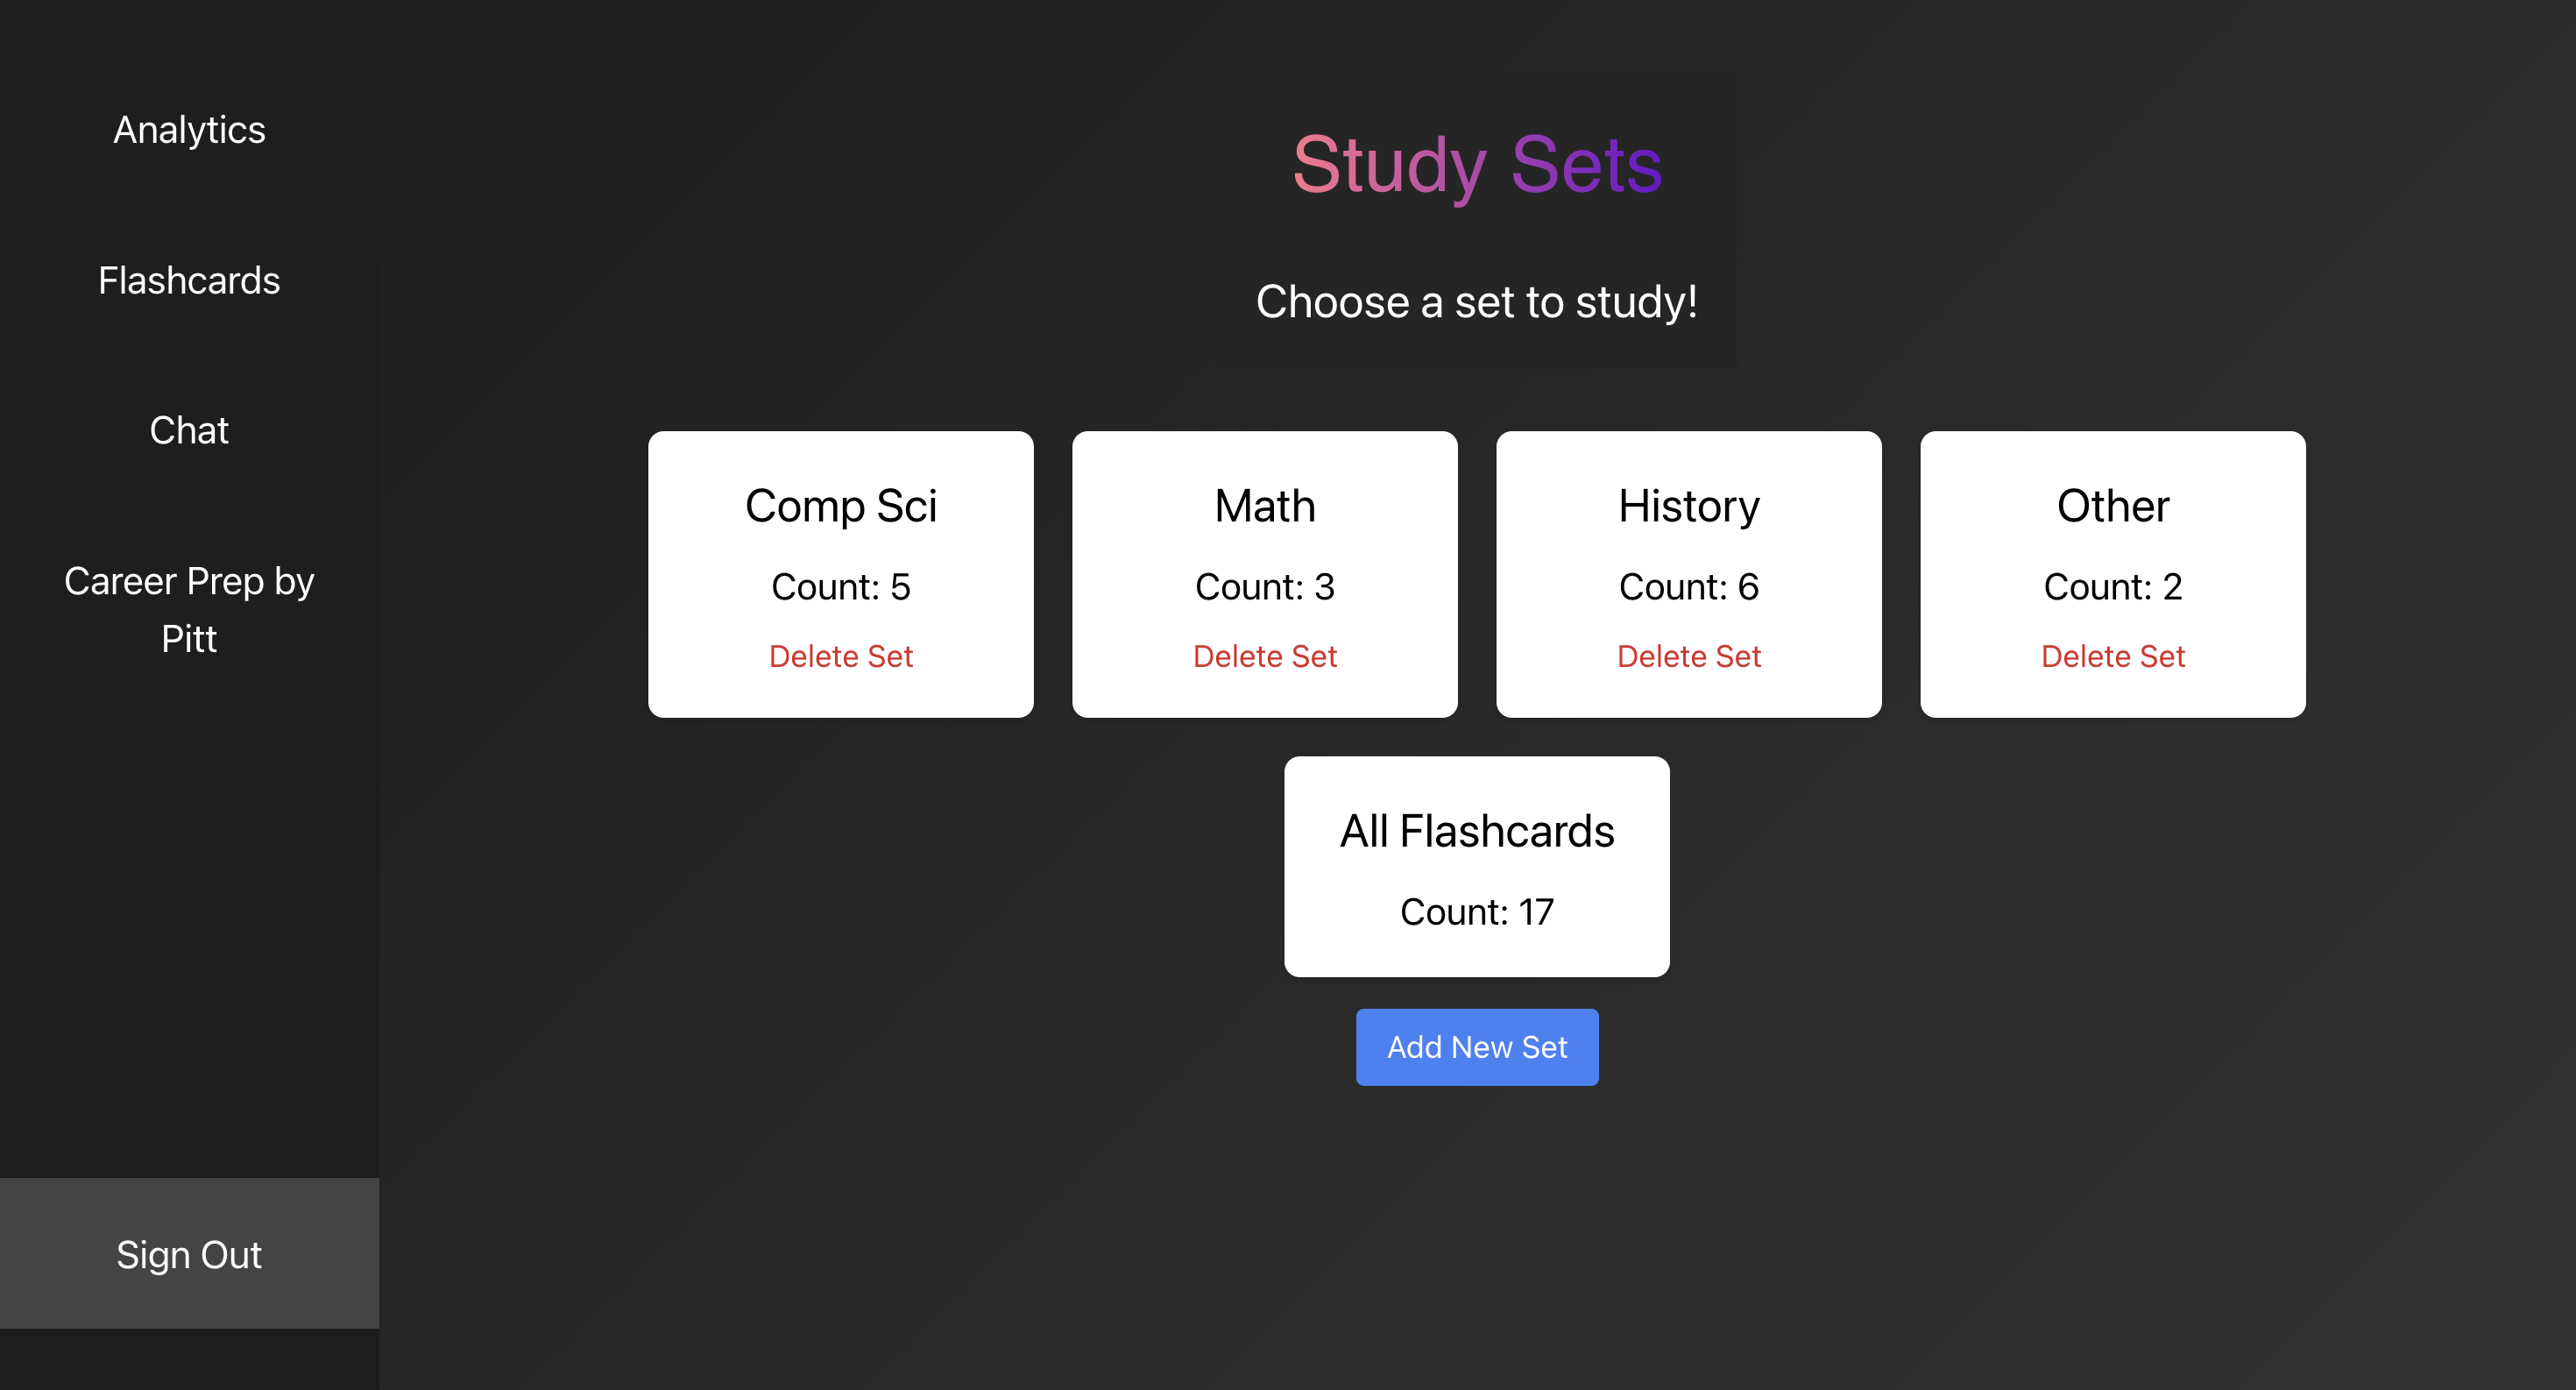 Analytics
Flashcards
Chat
Career Prep by
Pitt
Sign Out
Study Sets
Choose a set to study!
Comp Sci
Count: 5
Delete Set
Math
Count: 3
Delete Set
History
Count: 6
Delete Set
Other
Count: 2
Delete Set
All Flashcards
Count: 17
Add New Set